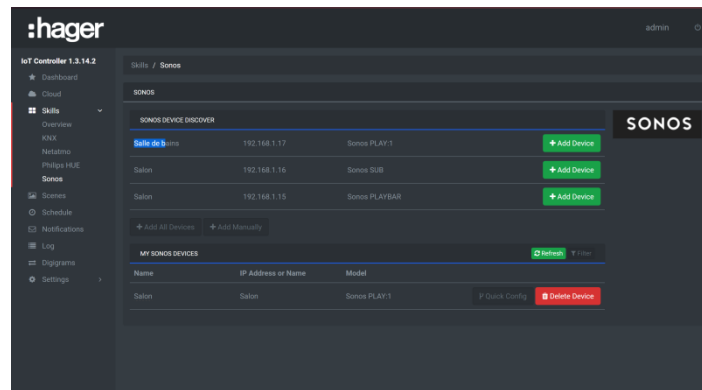 :hager
admin
IoT Controller 1.3.14.2
Dashboard
Cloud
Skills
Overview
KNX
Netatmo
Philips HUE
Sonos
Scenes
Schedule
Notifications
Log
Digigrams
Settings
Skills / Sonos
SONOS
SONOS DEVICE DISCOVER
Salle de bains 192.168.1.17 Sonos PLAY:1 + Add Device
Salon 192.168.1.16 Sonos SUB + Add Device
Salon 192.168.1.15 Sonos PLAYBAR + Add Device
+ Add All Devices + Add Manually
MY SONOS DEVICES Refresh Filter
Name IP Address or Name Model
Salon Salon Sonos PLAY:1 Quick Config Delete Device
SONOS